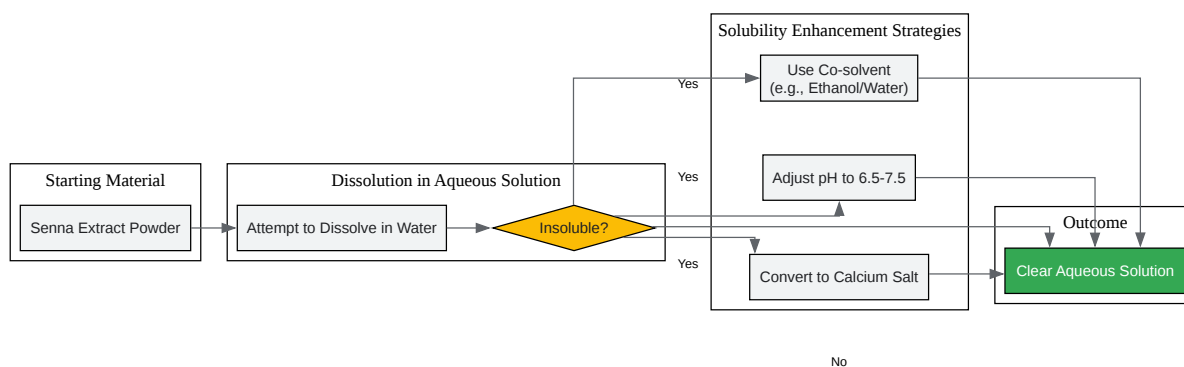 Starting Material
Senna Extract Powder
Dissolution in Aqueous Solution
Attempt to Dissolve in Water
Insoluble?
Yes
Yes
Yes
No
Solubility Enhancement Strategies
Use Co-solvent
(e.g., Ethanol/Water)
Adjust pH to 6.5-7.5
Convert to Calcium Salt
Outcome
Clear Aqueous Solution